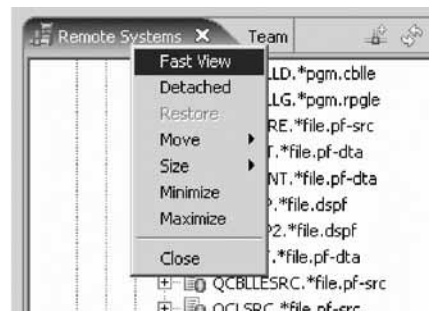 Remote Systems Team
Fast View
Detached
Restore
Move
Size
Minimize
Maximize
Close
LLD.*pgm.cblle
LLG.*pgm.rpgle
RE.*file.pf-src
T.*file.pf-dta
NT.*file.pf-dta
P.*file.dspf
P2.*file.dspf
.*file.pf-dta
QCBLLESRC.*file.pf-src
QCLSRC.*file.pf-src